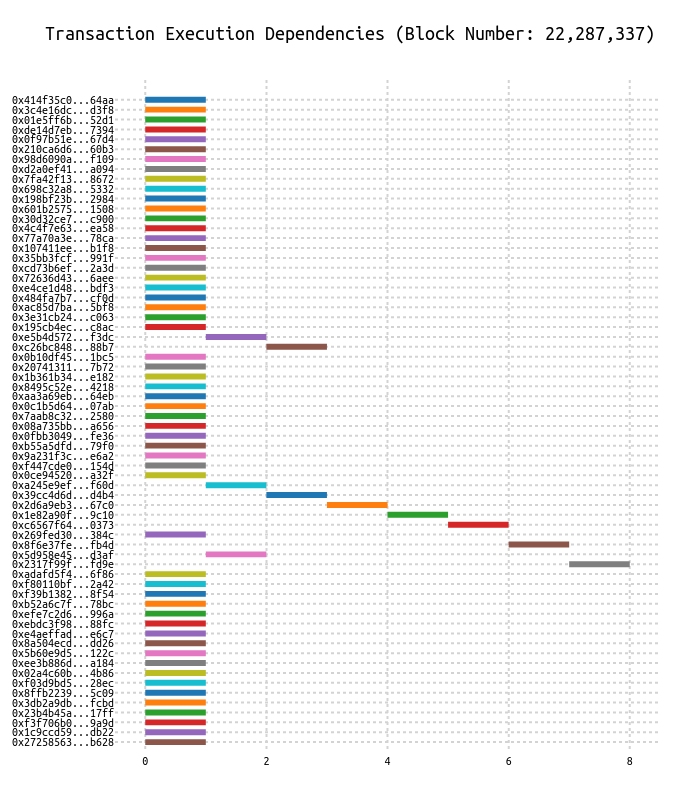 Transaction Execution Dependencies (Block Number: 22,287,337)
0x414f35c0...64aa
0x3c4e16dc...d3f8
0x01e5ff6b...52d1
0xde14d7eb...7394
0x0f97b51e...67d4
0x210ca6d6...60b3
0x98d6090a...f109
0xd2a0ef41...a094
0x7fa42f13...8672
0x698c32a8...5332
0x198bf23b...2984
0x601b2575...1508
0x30d32ce7...c900
0x4c4f7e63...ea58
0x77a70a3e...78ca
0x107411ee...b1f8
0x35bb3fcf...991f
0xcd73b6ef...2a3d
0x72636d43...6aee
0xe4ce1d48...bdf3
0x484fa7b7...cf0d
0xac85d7ba...5bf8
0x3e31cb24...c063
0x195cb4ec...c8ac
0xe5b4d572...f3dc
0xc26bc848...88b7
0x0b10df45...1bc5
0x20741311...7b72
0x1b361b34...e182
0x8495c52e...4218
0xaa3a69eb...64eb
0x0c1b5d64...07ab
0x7aab8c32...2580
0x08a735bb...a656
0x0fbb3049...fe36
0xb55a5dfd...79f0
0x9a231f3c...e6a2
0xf447cde0...154d
0x0ce94520...a32f
0xa245e9ef...f60d
0x39cc4d6d...d4b4
0x2d6a9eb3...67c0
0x1e82a90f...9c10
0xc6567f64...0373
0x269fed30...384c
0x8f6e37fe...fb4d
0x5d958e45...d3af
0x2317f99f...fd9e
0xadafd5f4...6f86
0xf80110bf...2a42
0xf39b1382...8f54
0xb52a6c7f...78bc
0xefe7c2d6...996a
0xebdc3f98...88fc
0xe4aeffad...e6c7
0x8a504ecd...dd26
0x5b60e9d5...122c
0xee3b886d...a184
0x02a4c60b...4b86
0xf03d9bd5...28ec
0x8ffb2239...5c09
0x3db2a9db...fcbd
0x23b4b45a...17ff
0xf3f706b0...9a9d
0x1c9ccd59...db22
0x27258563...b628
0 2 4 6 8